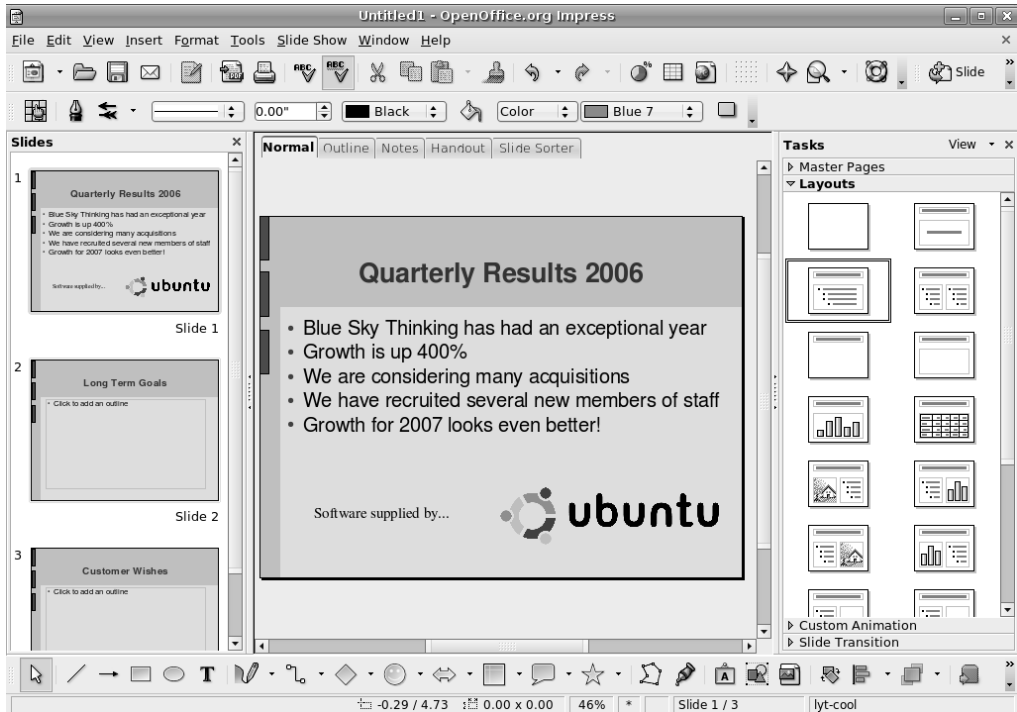 Untitled1 - OpenOffice.org Impress
File Edit View Insert Format Tools Slide Show Window Help
ABC ABC Slide
0.00" Black Color Blue 7
Slides
1
Quarterly Results 2006
Blue Sky Thinking has had an exceptional year
Growth is up 400%
We are considering many acquisitions
We have recruited several new members of staff
Growth for 2007 looks even better!
Software supplied by...
ubuntu
Slide 1
2
Long Term Goals
Click to add an outline
Slide 2
3
Customer Wishes
Click to add an outline
Normal Outline Notes Handout Slide Sorter
Quarterly Results 2006
• Blue Sky Thinking has had an exceptional year
• Growth is up 400%
• We are considering many acquisitions
• We have recruited several new members of staff
• Growth for 2007 looks even better!
Software supplied by...
ubuntu
Tasks View
Master Pages
Layouts
Custom Animation
Slide Transition
T A
-0.29 / 4.73 0.00 x 0.00 46% * Slide 1 / 3 lyt-cool